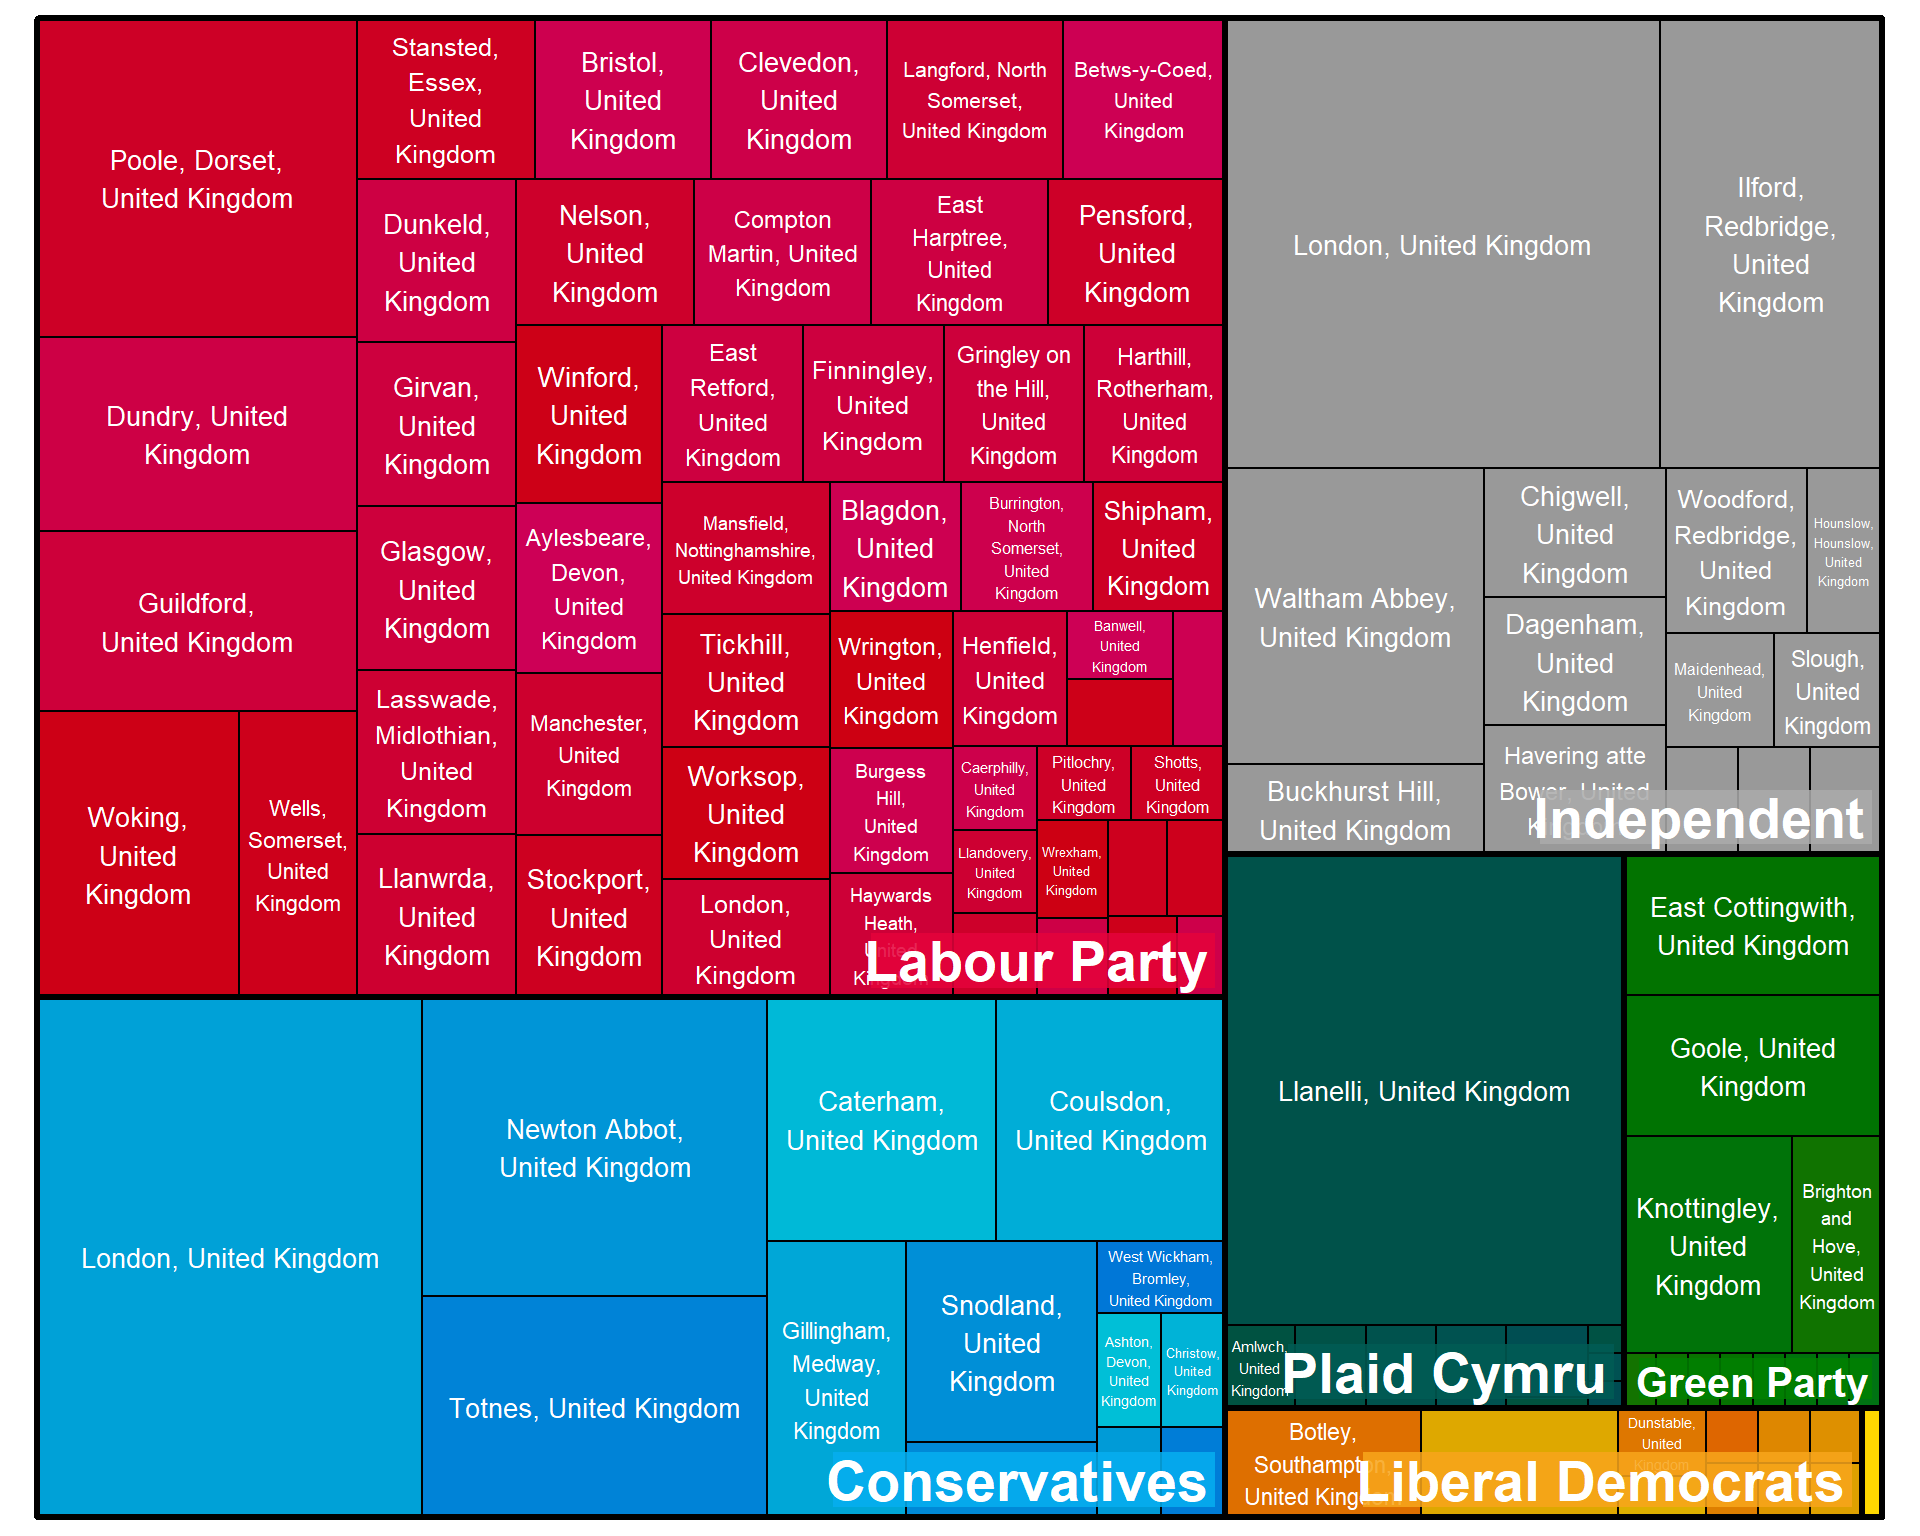 Poole, Dorset,
United Kingdom
Dundry, United
Kingdom
Guildford,
United Kingdom
Woking,
United
Kingdom
Wells,
Somerset,
United
Kingdom
Stansted,
Essex,
United
Kingdom
Bristol,
United
Kingdom
Clevedon,
United
Kingdom
Langford, North
Somerset,
United Kingdom
Betws-y-Coed,
United
Kingdom
Dunkeld,
United
Kingdom
Girvan,
United
Kingdom
Glasgow,
United
Kingdom
Lasswade,
Midlothian,
United
Kingdom
Llanwrda,
United
Kingdom
Nelson,
United
Kingdom
Compton
Martin, United
Kingdom
East
Harptree,
United
Kingdom
Pensford,
United
Kingdom
Winford,
United
Kingdom
Aylesbeare,
Devon,
United
Kingdom
Manchester,
United
Kingdom
Stockport,
United
Kingdom
East
Retford,
United
Kingdom
Finningley,
United
Kingdom
Gringley on
the Hill,
United
Kingdom
Harthill,
Rotherham,
United
Kingdom
Mansfield,
Nottinghamshire,
United Kingdom
Tickhill,
United
Kingdom
Worksop,
United
Kingdom
London,
United
Kingdom
Blagdon,
United
Kingdom
Burrington,
North
Somerset,
United
Kingdom
Shipham,
United
Kingdom
Wrington,
United
Kingdom
Burgess
Hill,
United
Kingdom
Haywards
Heath,
United
Kingdom
Henfield,
United
Kingdom
Banwell,
United
Kingdom
Caerphilly,
United
Kingdom
Llandovery,
United
Kingdom
Pitlochry,
United
Kingdom
Shotts,
United
Kingdom
Wrexham,
United
Kingdom
Labour Party
London, United Kingdom
Newton Abbot,
United Kingdom
Totnes, United Kingdom
Caterham,
United Kingdom
Coulsdon,
United Kingdom
Gillingham,
Medway,
United
Kingdom
Snodland,
United
Kingdom
West Wickham,
Bromley,
United Kingdom
Ashton,
Devon,
United
Kingdom
Christow,
United
Kingdom
Conservatives
London, United Kingdom
Ilford,
Redbridge,
United
Kingdom
Waltham Abbey,
United Kingdom
Buckhurst Hill,
United Kingdom
Chigwell,
United
Kingdom
Dagenham,
United
Kingdom
Havering atte
Bower, United
Kingdom
Woodford,
Redbridge,
United
Kingdom
Hounslow,
Hounslow,
United
Kingdom
Maidenhead,
United
Kingdom
Slough,
United
Kingdom
Independent
Llanelli, United Kingdom
Amlwch,
United
Kingdom
Plaid Cymru
East Cottingwith,
United Kingdom
Goole, United
Kingdom
Knottingley,
United
Kingdom
Brighton
and
Hove,
United
Kingdom
Green Party
Botley,
Southampton,
United Kingdom
Dunstable,
United
Kingdom
Liberal Democrats